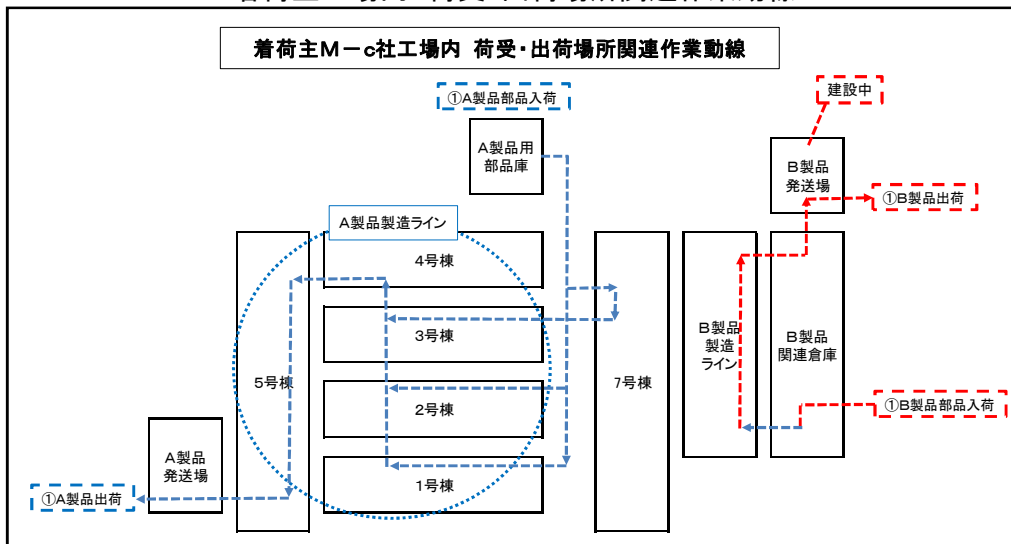 着荷主M－c社工場内 荷受・出荷場所関連作業動線
①A製品部品入荷
建設中
A製品用
部品庫
B製品
発送場
①B製品出荷
A製品製造ライン
4号棟
3号棟
5号棟
2号棟
1号棟
7号棟
B製品
製造
ライン
B製品
関連倉庫
①B製品部品入荷
A製品
発送場
①A製品出荷